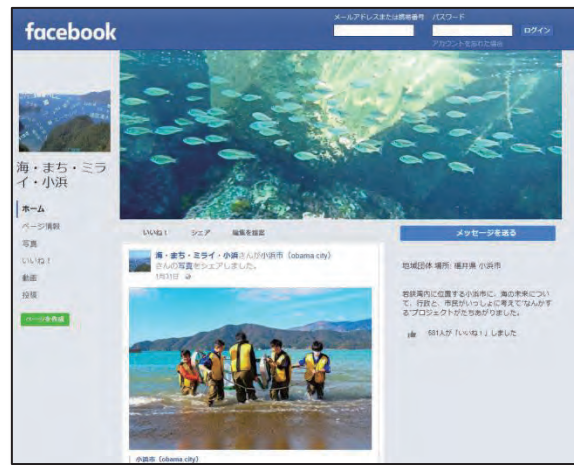 facebook
メールアドレスまたは携帯番号
パスワード
ログイン
アカウントを忘れた場合
海・まち・ミラ
イ・小浜
ホーム
ページ情報
写真
いいね！
動画
投稿
ページを作成
いいね！ シェア 編集を提案
海・まち・ミライ・小浜さんが小浜市 (obama city)
さんの写真をシェアしました。
1月31日
小浜市 (obama city)
メッセージを送る
地域団体 場所: 福井県 小浜市
若狭湾内に位置する小浜市に、海の未来につい
て、行政と、市民がいっしょに考えて“なんかす
る”プロジェクトがたちあがりました。
581人が「いいね！」しました